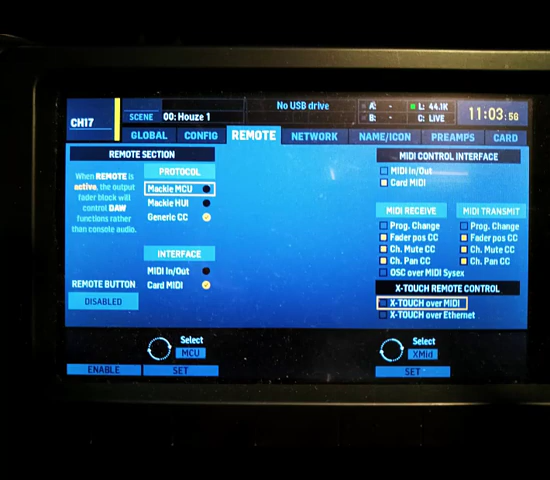 CH17
SCENE 00: Houze 1
No USB drive
A: - L: 44.1K
B: - C: LIVE
11:03:56
GLOBAL CONFIG REMOTE NETWORK NAME/ICON PREAMPS CARD
REMOTE SECTION
When REMOTE is
active, the output
fader block will
control DAW
functions rather
than console audio.
PROTOCOL
Mackie MCU
Mackie HUI
Generic CC
INTERFACE
MIDI In/Out
Card MIDI
REMOTE BUTTON
DISABLED
MIDI CONTROL INTERFACE
MIDI In/Out
Card MIDI
MIDI RECEIVE
Prog. Change
Fader pos CC
Ch. Mute CC
Ch. Pan CC
OSC over MIDI Sysex
MIDI TRANSMIT
Prog. Change
Fader pos CC
Ch. Mute CC
Ch. Pan CC
X-TOUCH REMOTE CONTROL
X-TOUCH over MIDI
X-TOUCH over Ethernet
Select
MCU
Select
XMid
ENABLE SET SET